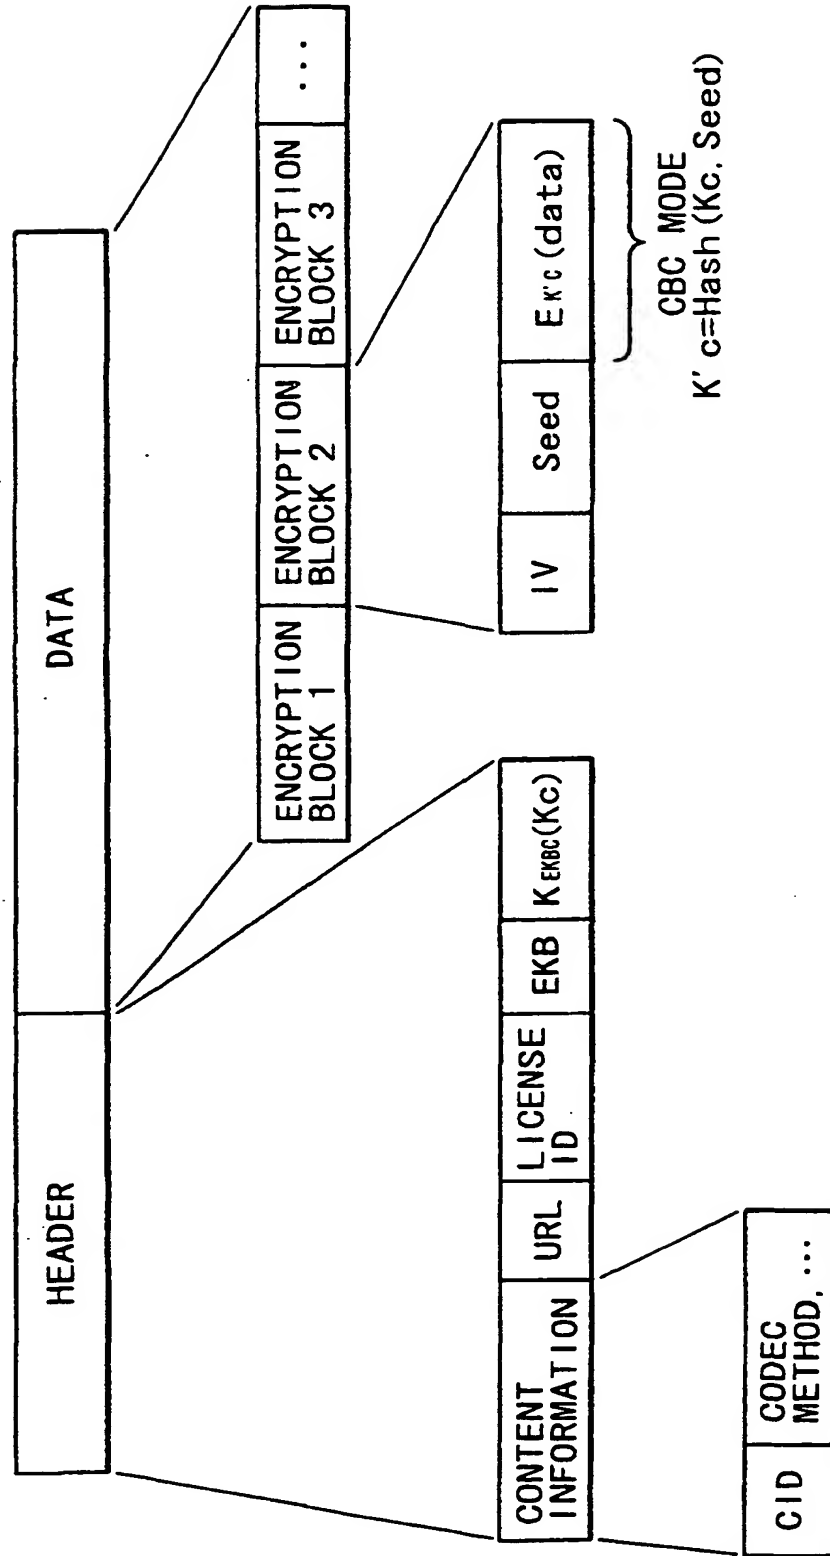 HEADER
DATA
ENCRYPTION
BLOCK 1
ENCRYPTION
BLOCK 2
ENCRYPTION
BLOCK 3
...
CONTENT
INFORMATION
URL
LICENSE
ID
EKB
KEKBC(Kc)
IV
Seed
EK'C(data)
CBC MODE
K'c=Hash(Kc, Seed)
CID
CODEC
METHOD, ...